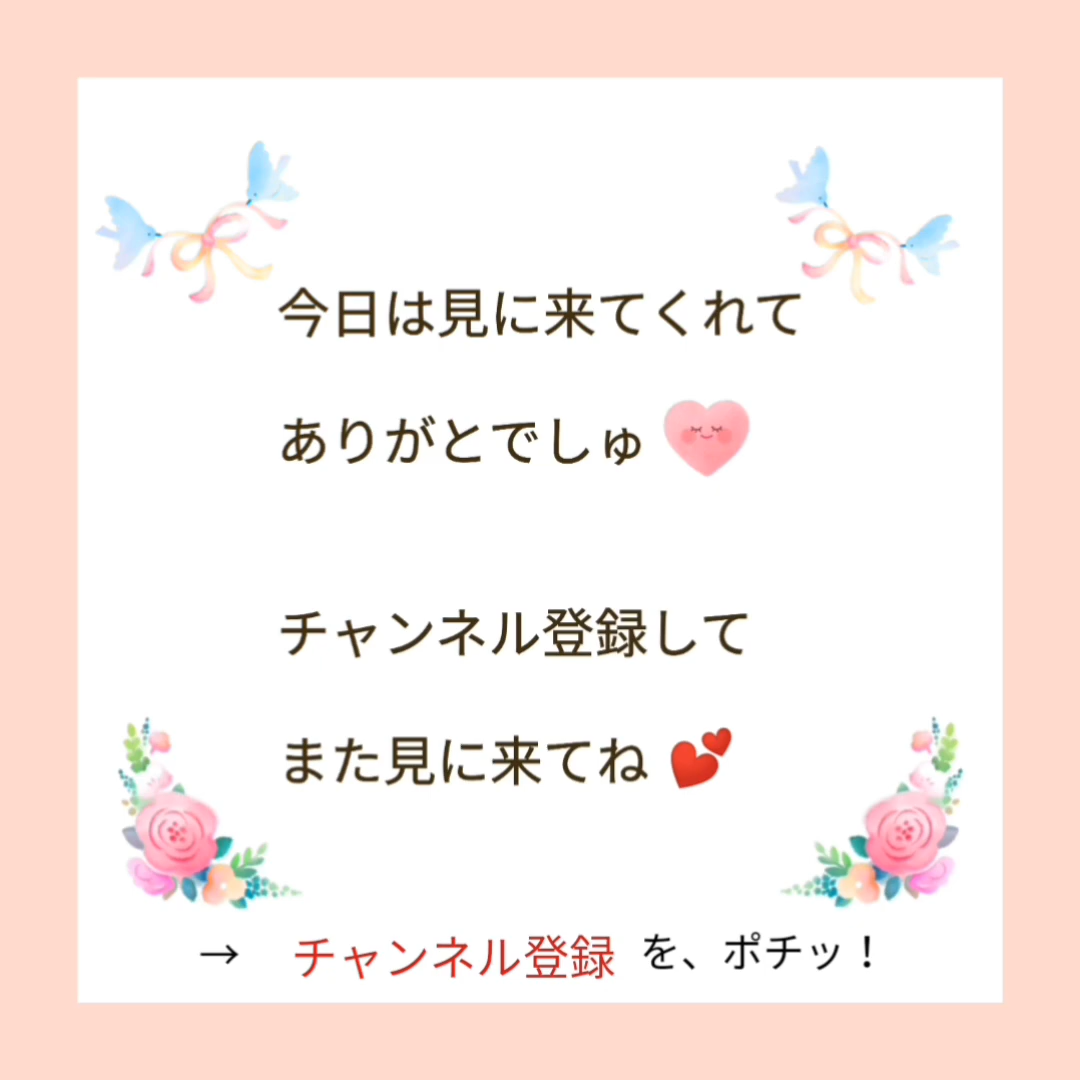 今日は見に来てくれて
ありがとでしゅ 
チャンネル登録して
また見に来てね 💕
→ チャンネル登録 を、ポチッ！